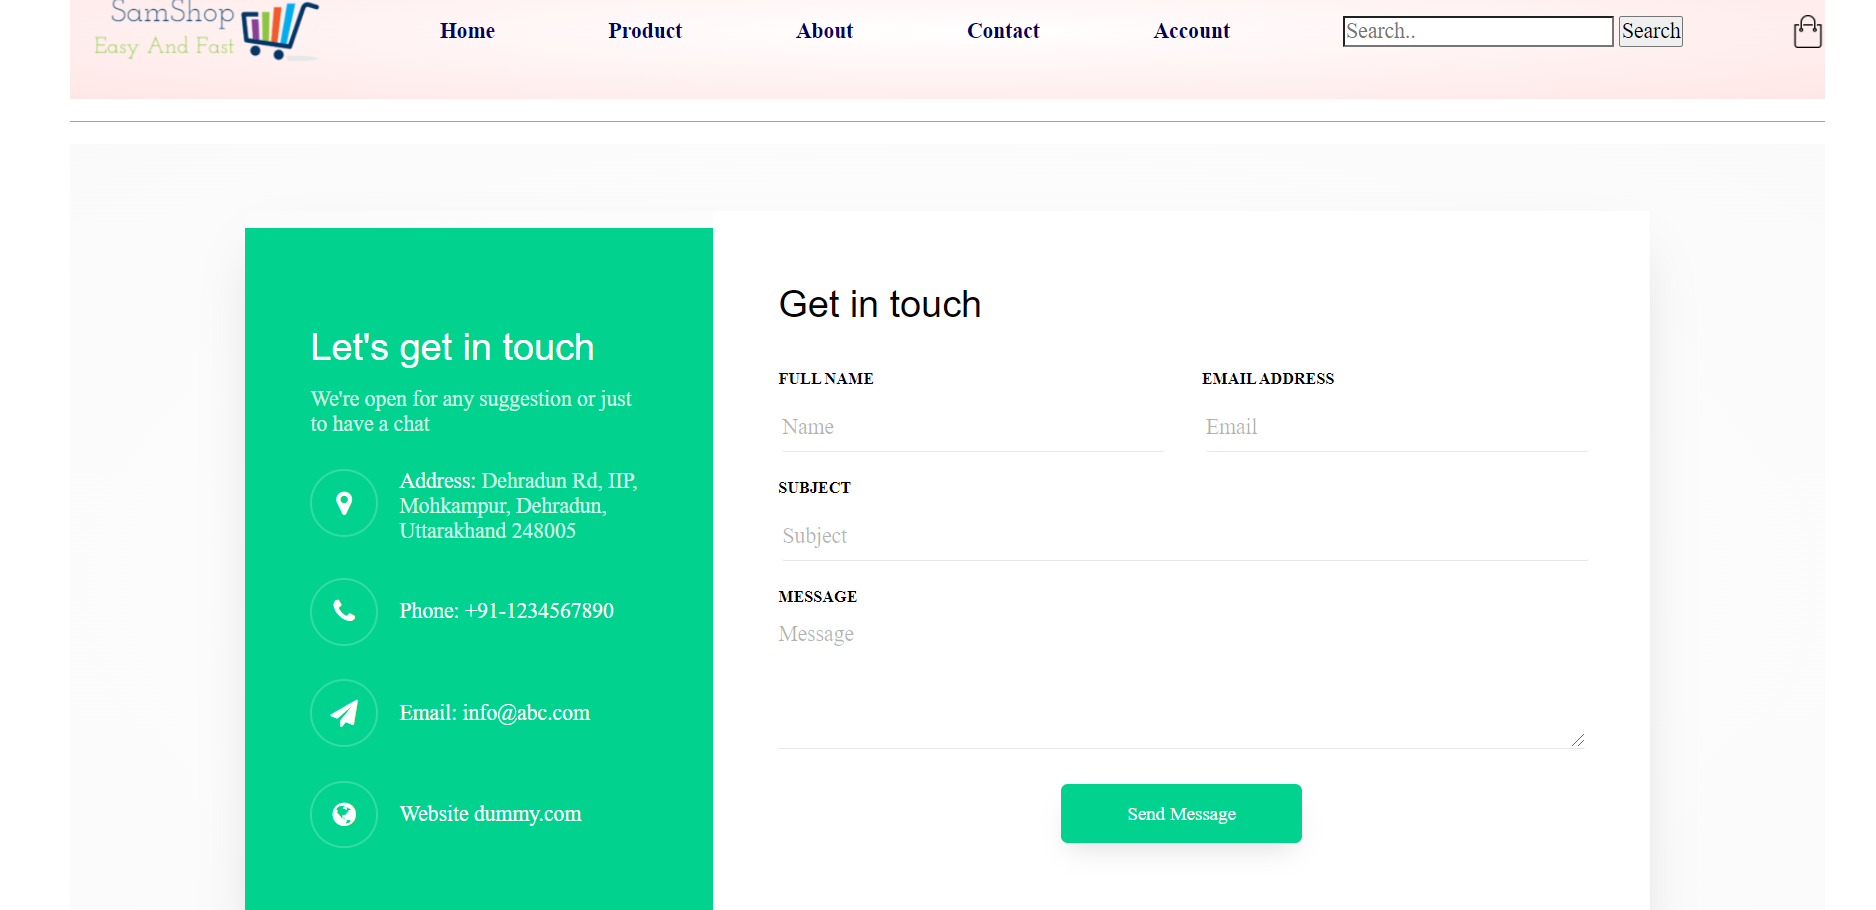 SamShop
Easy And Fast
Home
Product
About
Contact
Account
Search..
Search
Let's get in touch
We're open for any suggestion or just
to have a chat
Address: Dehradun Rd, IIP,
Mohkampur, Dehradun,
Uttarakhand 248005
Phone: +91-1234567890
Email: info@abc.com
Website dummy.com
Get in touch
FULL NAME
EMAIL ADDRESS
Name
Email
SUBJECT
Subject
MESSAGE
Message
Send Message